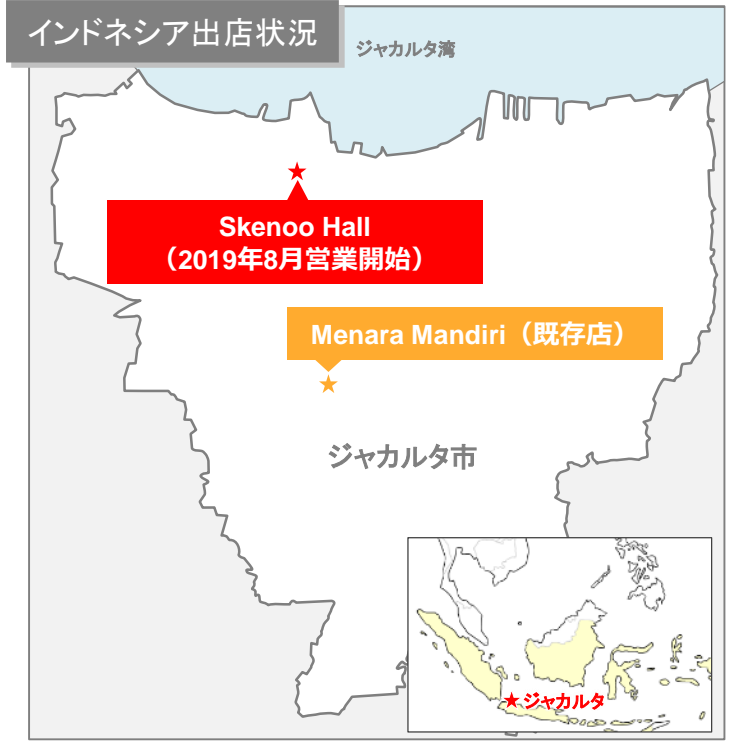 インドネシア出店状況
ジャカルタ湾
Skenoo Hall
（2019年8月営業開始）
Menara Mandiri（既存店）
ジャカルタ市
★ジャカルタ